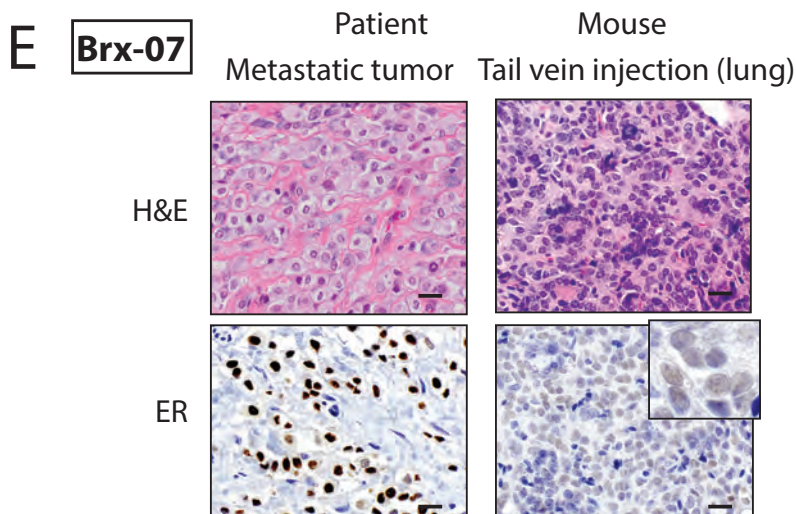 E
Brx-07
Patient
Metastatic tumor
Mouse
Tail vein injection (lung)
H&E
ER